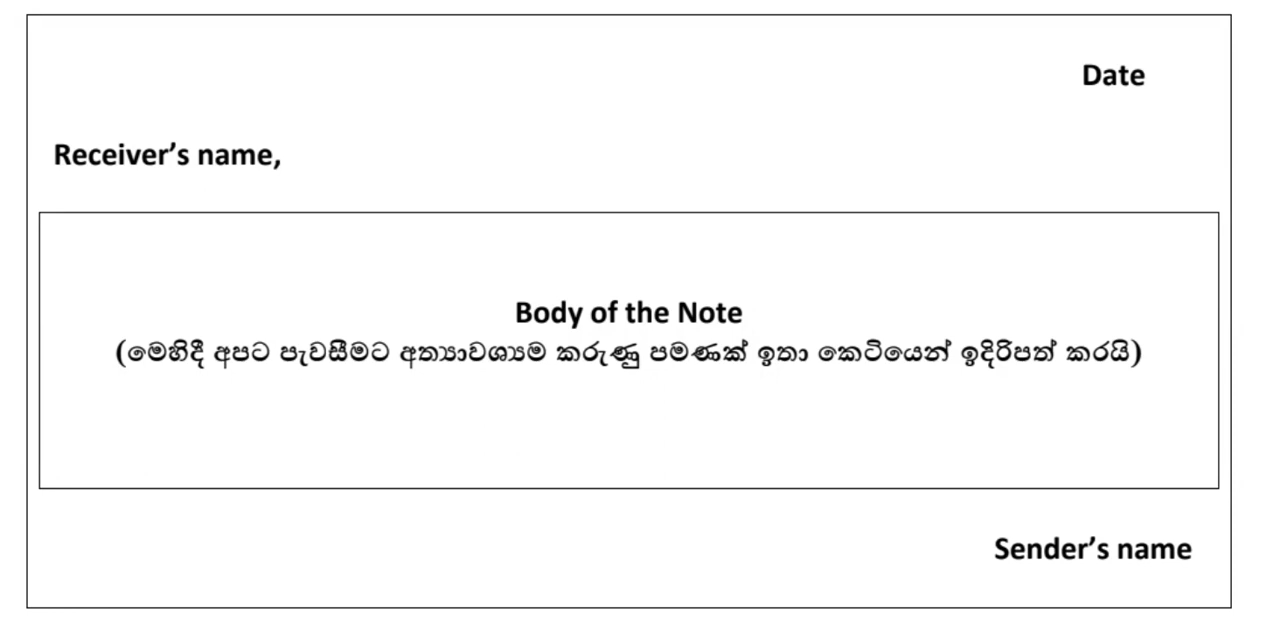 Date
Receiver’s name,
Body of the Note
(මෙහිදී අපට පැවසීමට අත්‍යාවශ්‍යම කරුණු පමණක් ඉතා කෙටියෙන් ඉදිරිපත් කරයි)
Sender’s name